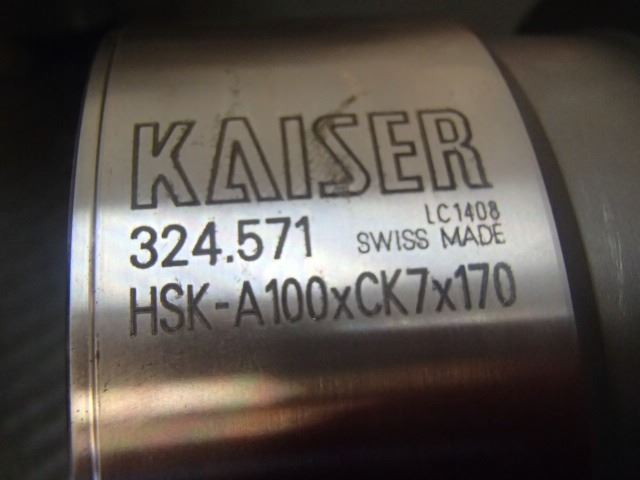 KAISER
LC1408
324.571 SWISS MADE
HSK-A100xCK7x170